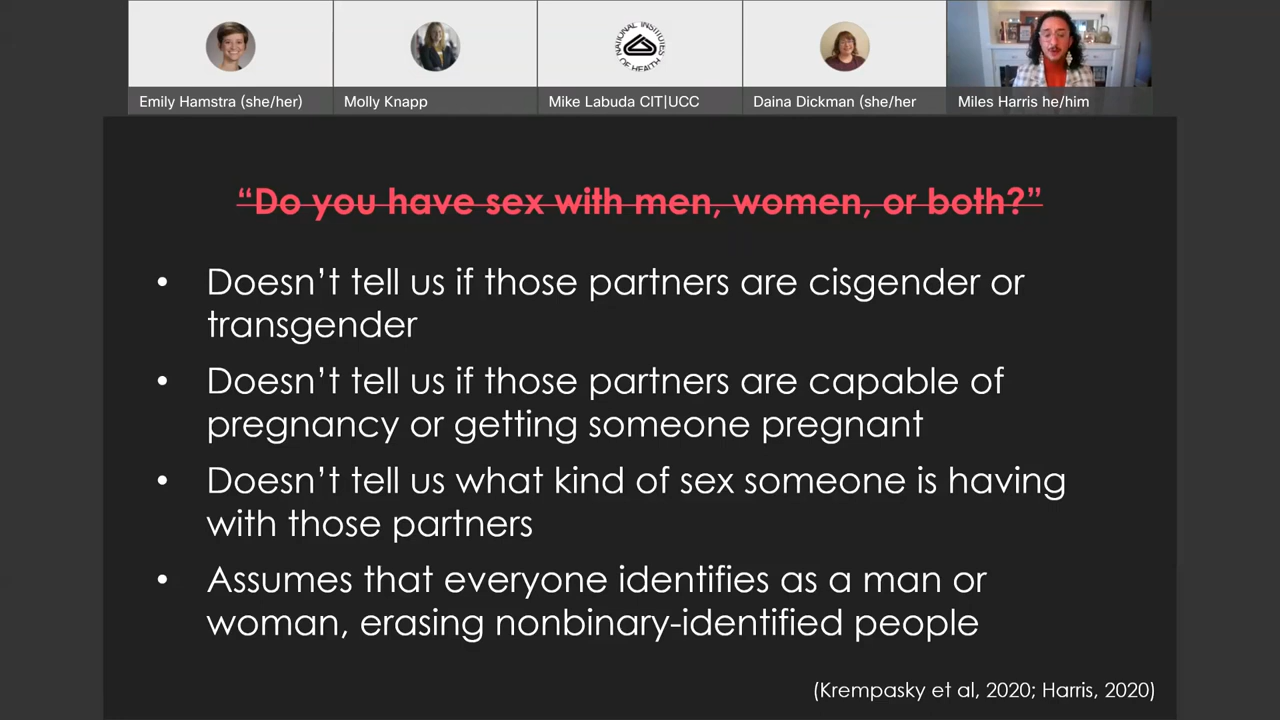 NATIONAL INSTITUTES OF HEALTH
Emily Hamstra (she/her)
Molly Knapp
Mike Labuda CIT|UCC
Daina Dickman (she/her
Miles Harris he/him
“Do you have sex with men, women, or both?”
• Doesn’t tell us if those partners are cisgender or
transgender
• Doesn’t tell us if those partners are capable of
pregnancy or getting someone pregnant
• Doesn’t tell us what kind of sex someone is having
with those partners
• Assumes that everyone identifies as a man or
woman, erasing nonbinary-identified people
(Krempasky et al, 2020; Harris, 2020)